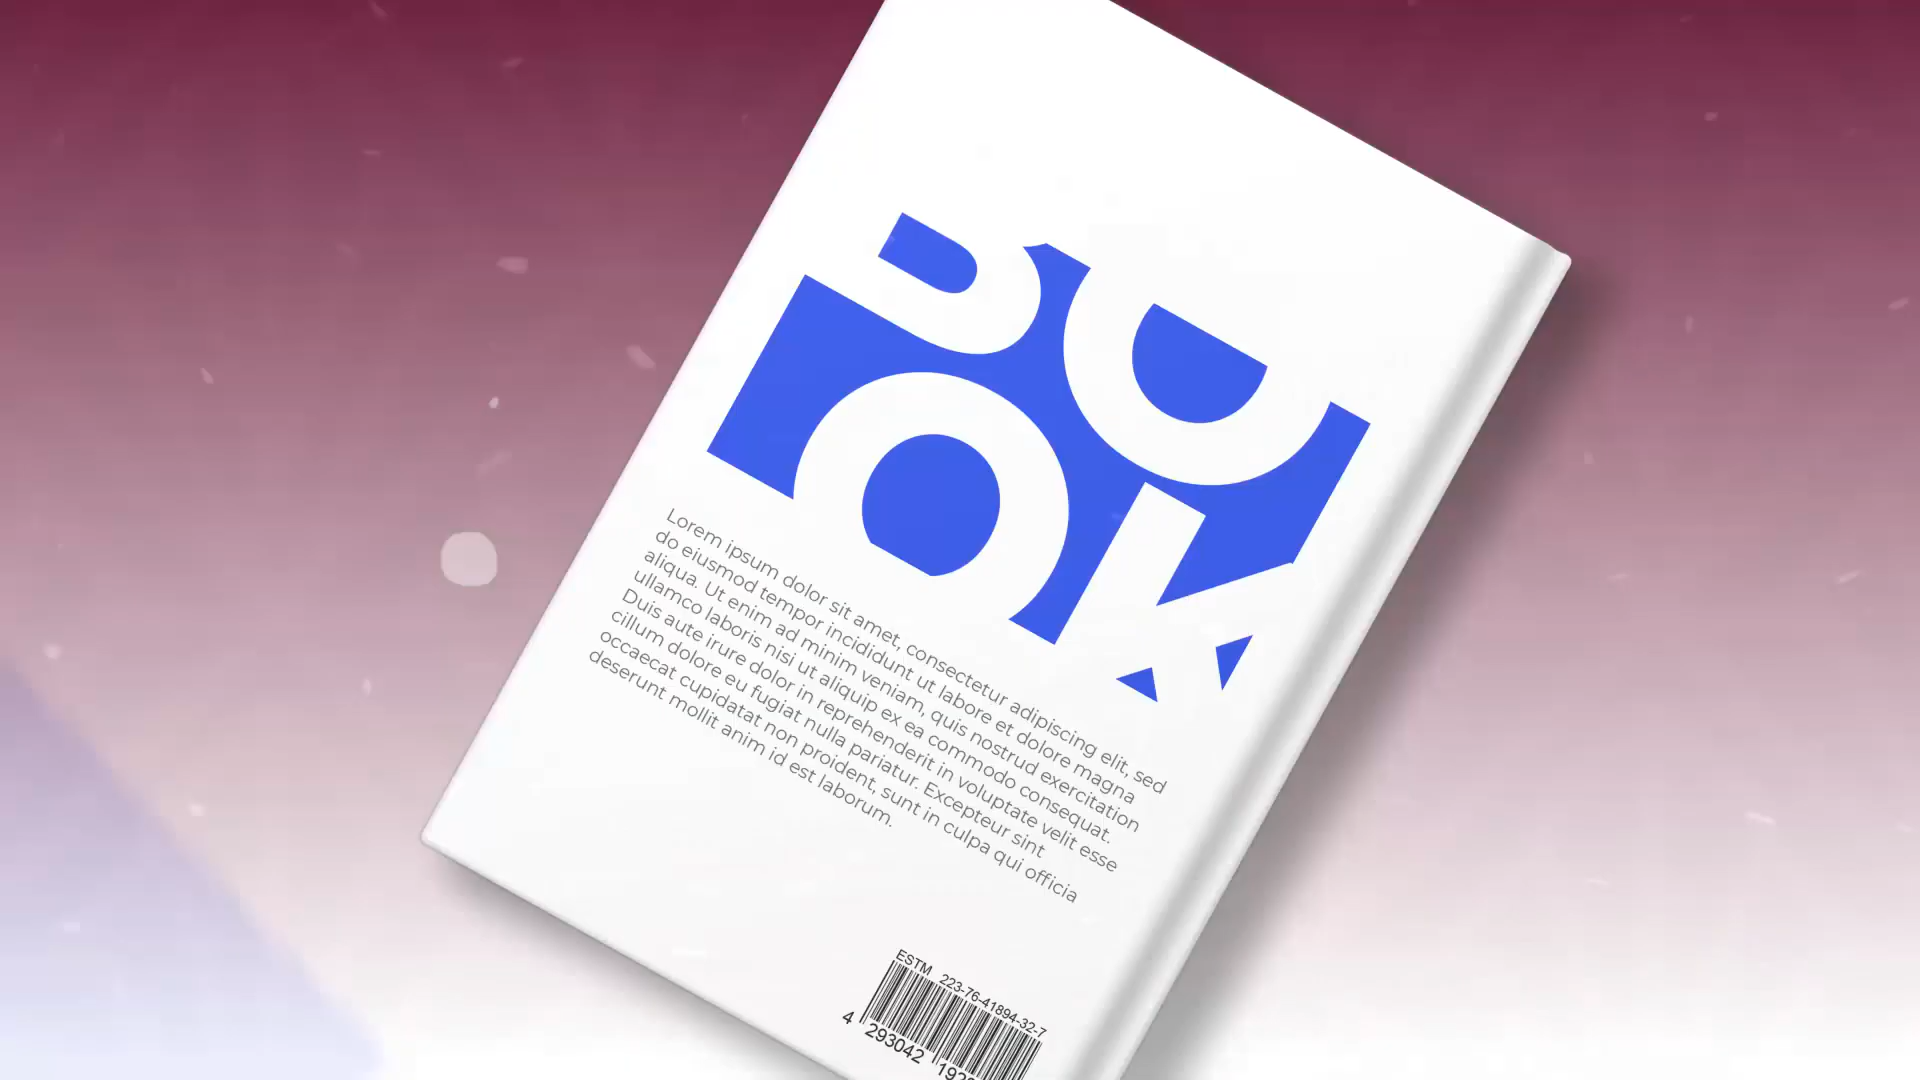 BO
OK
Lorem ipsum dolor sit amet, consectetur adipiscing elit, sed
do eiusmod tempor incididunt ut labore et dolore magna
aliqua. Ut enim ad minim veniam, quis nostrud exercitation
ullamco laboris nisi ut aliquip ex ea commodo consequat.
Duis aute irure dolor in reprehenderit in voluptate velit esse
cillum dolore eu fugiat nulla pariatur. Excepteur sint
occaecat cupidatat non proident, sunt in culpa qui officia
deserunt mollit anim id est laborum.
ESTM 223-76-41894-32-7
4 293042